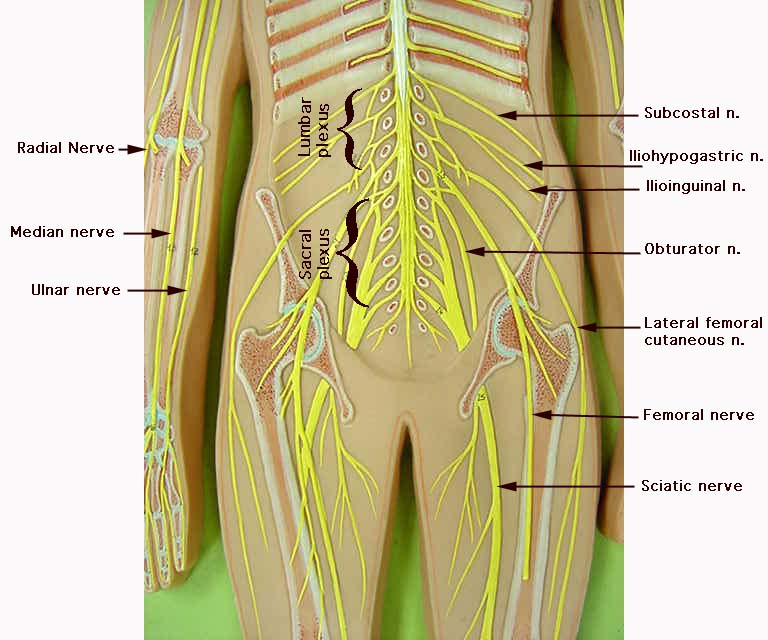 Lumbar
plexus
Subcostal n.
Radial Nerve
Iliohypogastric n.
Ilioinguinal n.
Median nerve
Sacral
plexus
Obturator n.
Ulnar nerve
Lateral femoral
cutaneous n.
Femoral nerve
Sciatic nerve